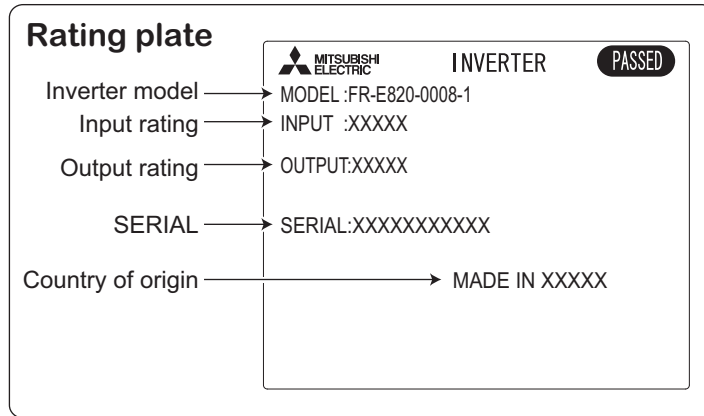 Rating plate
MITSUBISHI
ELECTRIC
INVERTER
PASSED
Inverter model
MODEL :FR-E820-0008-1
Input rating
INPUT :XXXXX
Output rating
OUTPUT:XXXXX
SERIAL
SERIAL:XXXXXXXXXXX
Country of origin
MADE IN XXXXX